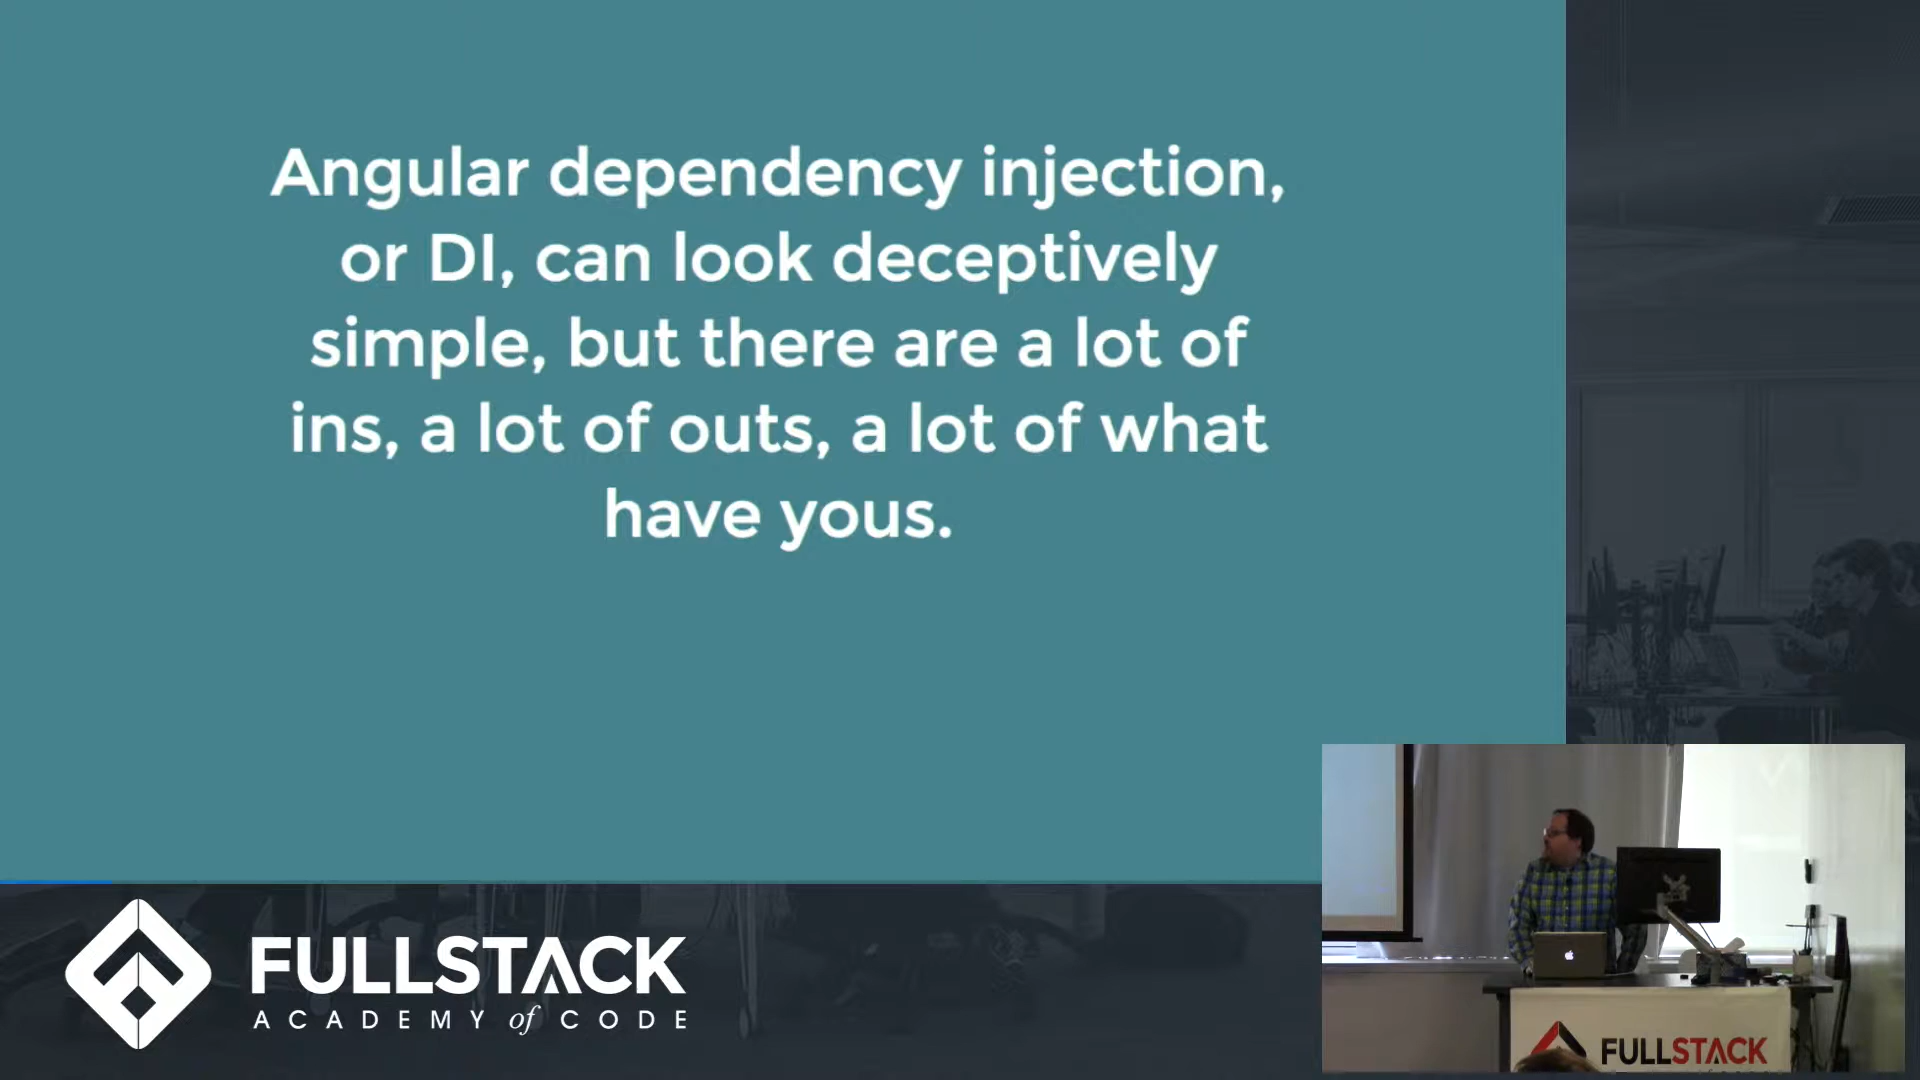 Angular dependency injection,
or DI, can look deceptively
simple, but there are a lot of
ins, a lot of outs, a lot of what
have yous.
FULLSTACK
ACADEMY of CODE
FULLSTACK